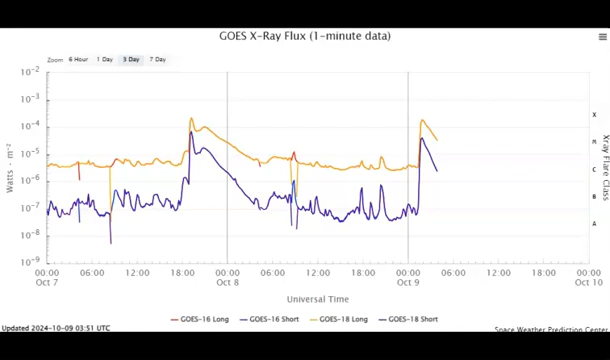 GOES X-Ray Flux (1-minute data)
Zoom 6 Hour 1 Day 3 Day 7 Day
10-2
10-3
10-4
10-5
10-6
10-7
10-8
10-9
Watts · m-2
X
M
C
B
A
Xray Flare Class
00:00 06:00 12:00 18:00 00:00 06:00 12:00 18:00 00:00 06:00 12:00 18:00 00:00
Oct 7 Oct 8 Oct 9 Oct 10
Universal Time
GOES-16 Long GOES-16 Short GOES-18 Long GOES-18 Short
Updated 2024-10-09 03:51 UTC
Space Weather Prediction Center